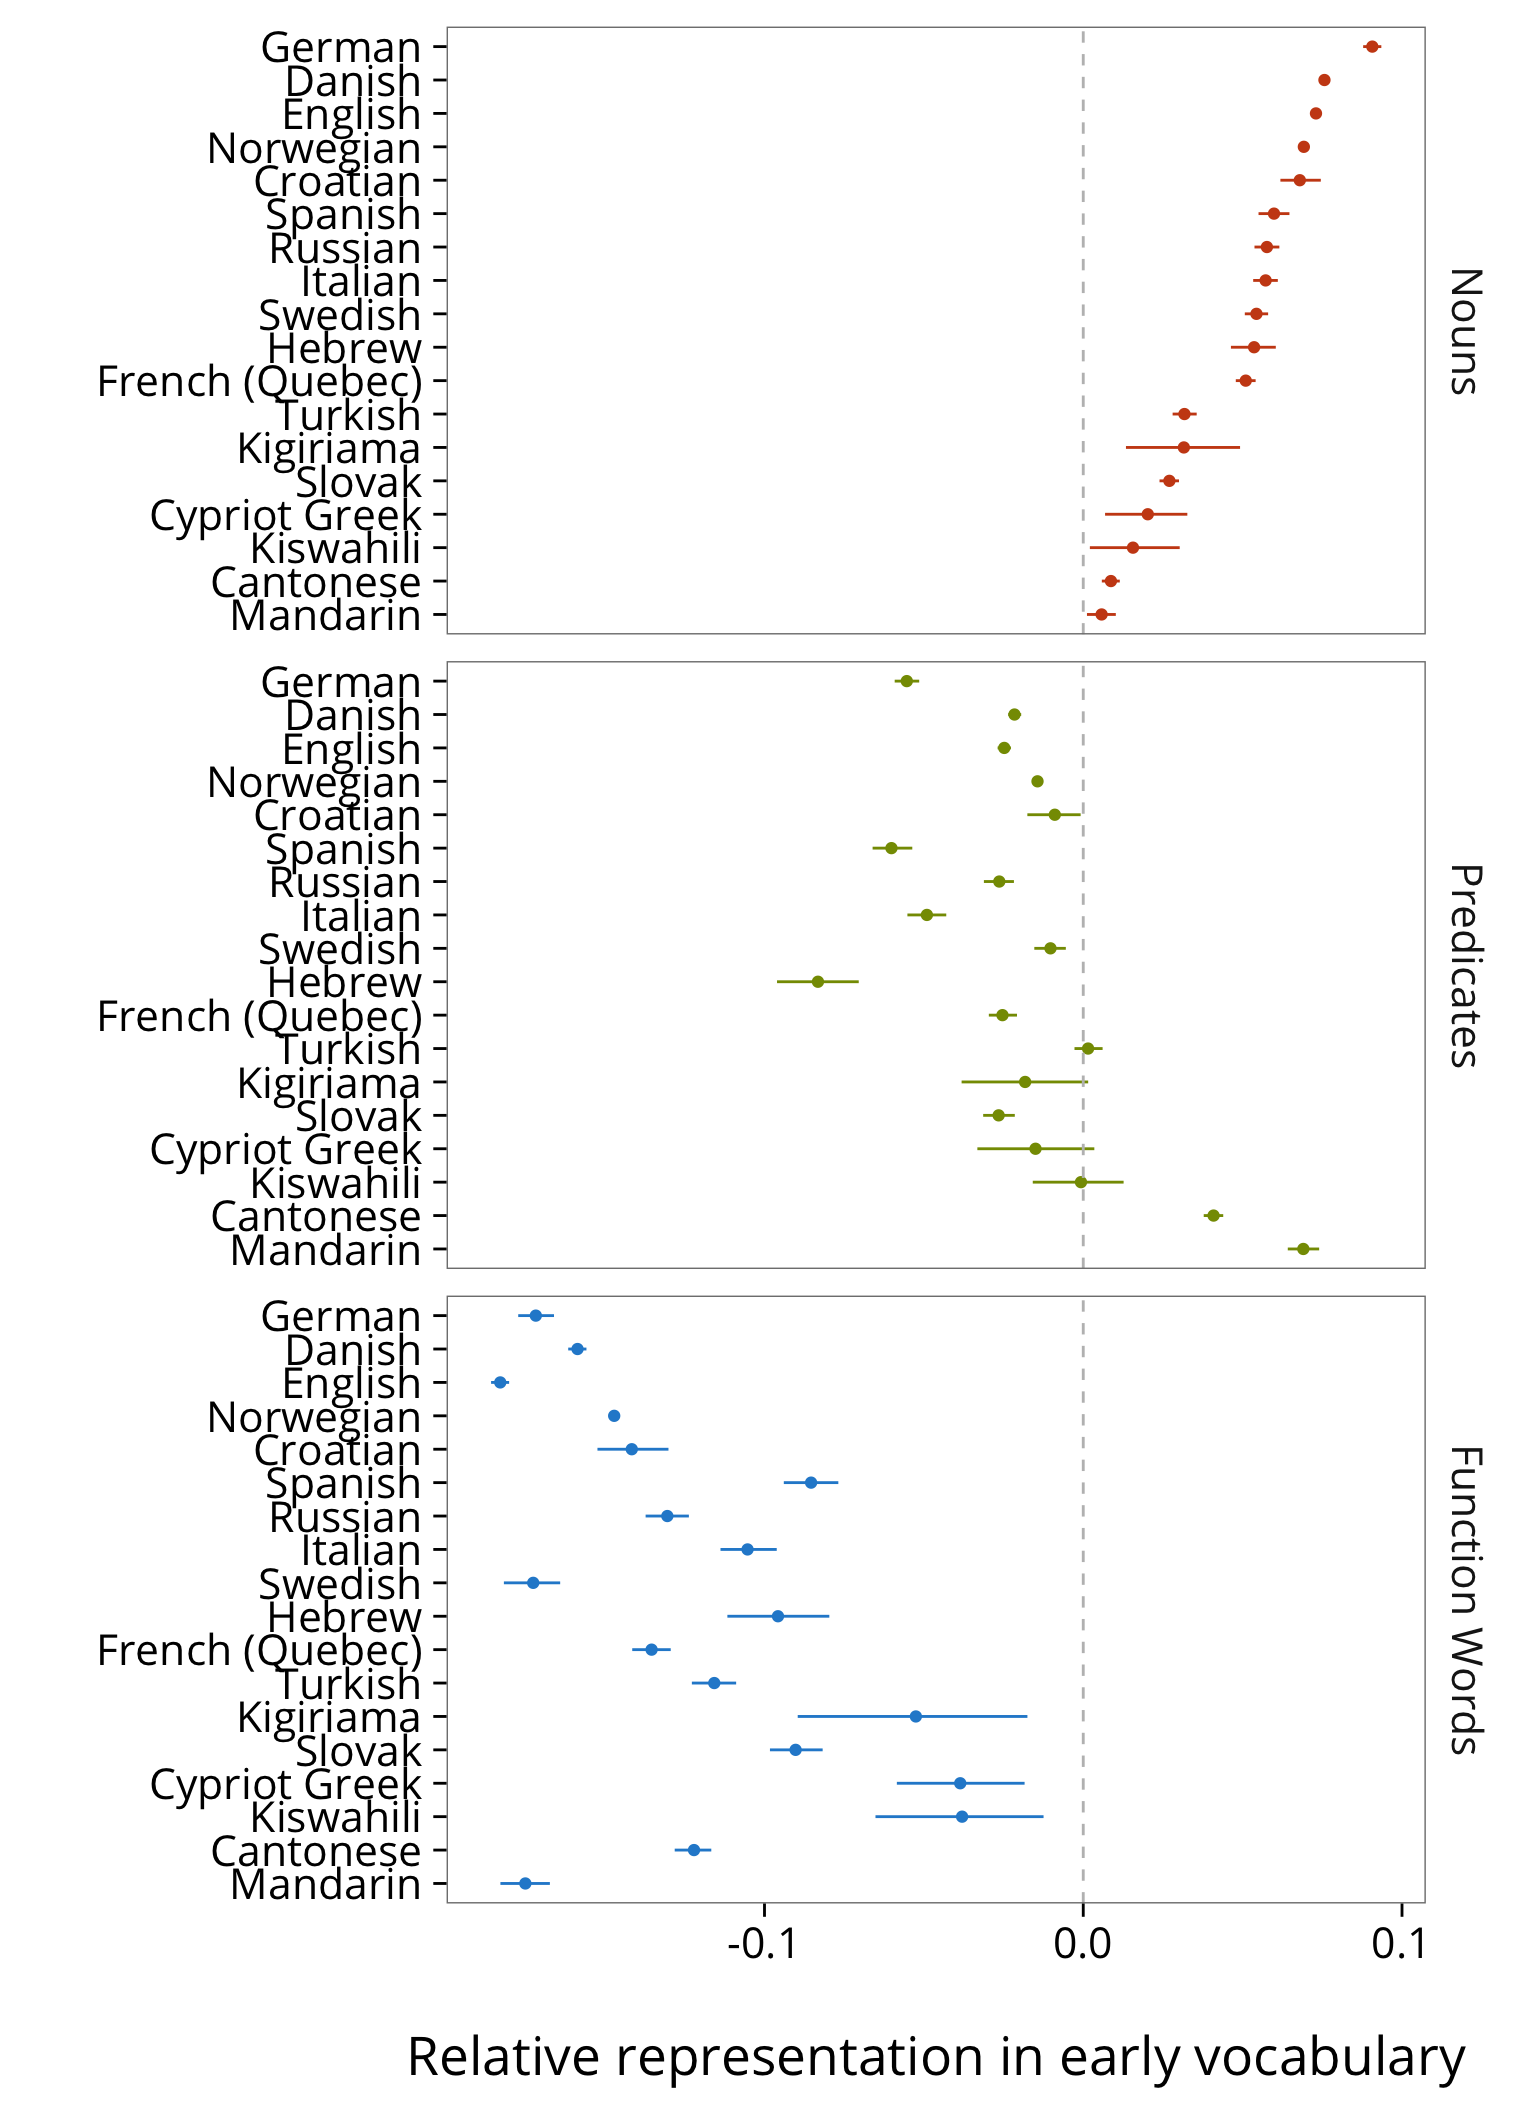 German
Danish
English
Norwegian
Croatian
Spanish
Russian
Italian
Swedish
Hebrew
French (Quebec)
Turkish
Kigiriama
Slovak
Cypriot Greek
Kiswahili
Cantonese
Mandarin
Nouns
German
Danish
English
Norwegian
Croatian
Spanish
Russian
Italian
Swedish
Hebrew
French (Quebec)
Turkish
Kigiriama
Slovak
Cypriot Greek
Kiswahili
Cantonese
Mandarin
Predicates
German
Danish
English
Norwegian
Croatian
Spanish
Russian
Italian
Swedish
Hebrew
French (Quebec)
Turkish
Kigiriama
Slovak
Cypriot Greek
Kiswahili
Cantonese
Mandarin
Function Words
-0.1 0.0 0.1
Relative representation in early vocabulary